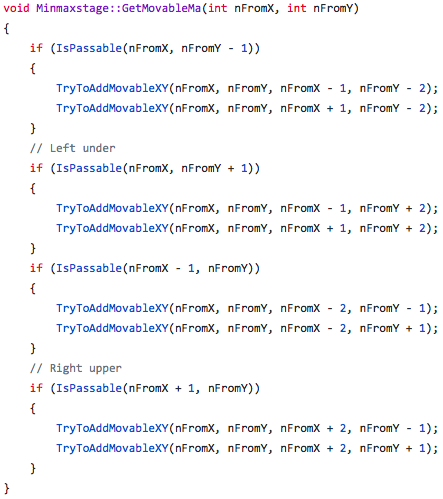 void Minmaxstage::GetMovableMa(int nFromX, int nFromY)
{
    if (IsPassable(nFromX, nFromY - 1))
    {
        TryToAddMovableXY(nFromX, nFromY, nFromX - 1, nFromY - 2);
        TryToAddMovableXY(nFromX, nFromY, nFromX + 1, nFromY - 2);
    }
    // Left under
    if (IsPassable(nFromX, nFromY + 1))
    {
        TryToAddMovableXY(nFromX, nFromY, nFromX - 1, nFromY + 2);
        TryToAddMovableXY(nFromX, nFromY, nFromX + 1, nFromY + 2);
    }
    if (IsPassable(nFromX - 1, nFromY))
    {
        TryToAddMovableXY(nFromX, nFromY, nFromX - 2, nFromY - 1);
        TryToAddMovableXY(nFromX, nFromY, nFromX - 2, nFromY + 1);
    }
    // Right upper
    if (IsPassable(nFromX + 1, nFromY))
    {
        TryToAddMovableXY(nFromX, nFromY, nFromX + 2, nFromY - 1);
        TryToAddMovableXY(nFromX, nFromY, nFromX + 2, nFromY + 1);
    }
}